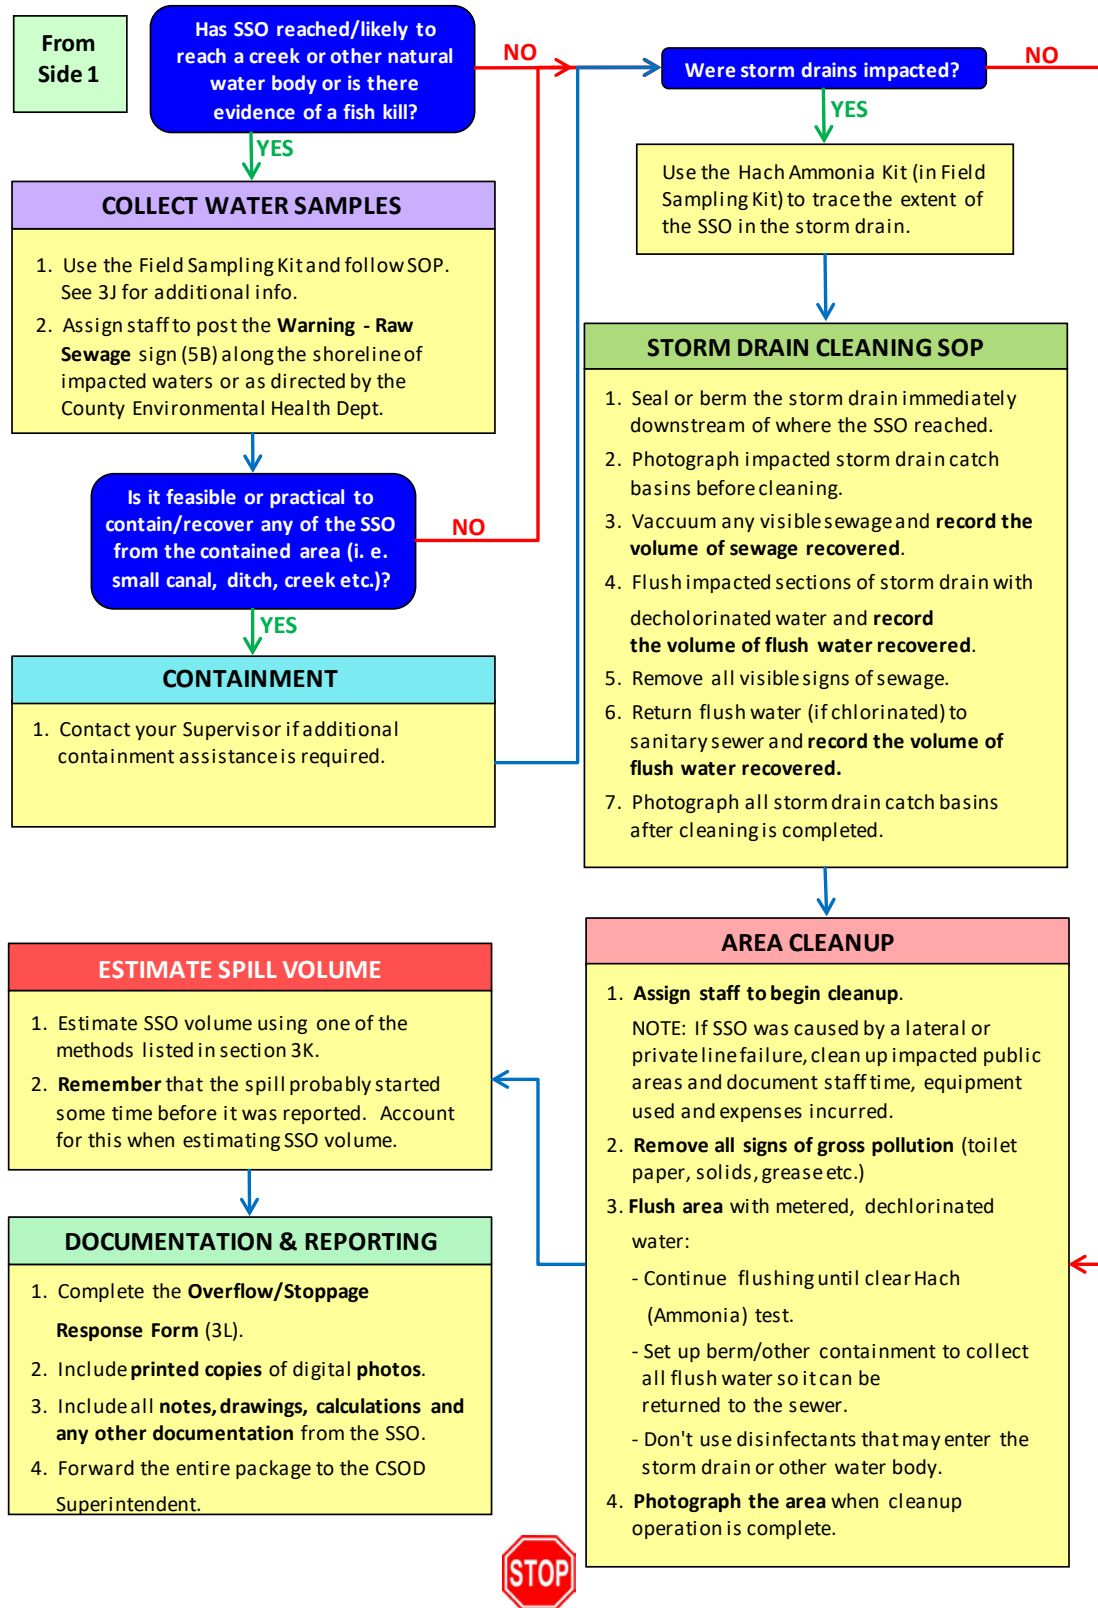 From
Side 1
Has SSO reached/likely to
reach a creek or other natural
water body or is there
evidence of a fish kill?
NO
YES
COLLECT WATER SAMPLES
1. Use the Field Sampling Kit and follow SOP.
See 3J for additional info.
2. Assign staff to post the Warning - Raw
Sewage sign (5B) along the shoreline of
impacted waters or as directed by the
County Environmental Health Dept.
Is it feasible or practical to
contain/recover any of the SSO
from the contained area (i. e.
small canal, ditch, creek etc.)?
NO
YES
CONTAINMENT
1. Contact your Supervisor if additional
containment assistance is required.
Were storm drains impacted?
NO
YES
Use the Hach Ammonia Kit (in Field
Sampling Kit) to trace the extent of
the SSO in the storm drain.
STORM DRAIN CLEANING SOP
1. Seal or berm the storm drain immediately
downstream of where the SSO reached.
2. Photograph impacted storm drain catch
basins before cleaning.
3. Vaccuum any visible sewage and record the
volume of sewage recovered.
4. Flush impacted sections of storm drain with
decholorinated water and record
the volume of flush water recovered.
5. Remove all visible signs of sewage.
6. Return flush water (if chlorinated) to
sanitary sewer and record the volume of
flush water recovered.
7. Photograph all storm drain catch basins
after cleaning is completed.
AREA CLEANUP
1. Assign staff to begin cleanup.
NOTE: If SSO was caused by a lateral or
private line failure, clean up impacted public
areas and document staff time, equipment
used and expenses incurred.
2. Remove all signs of gross pollution (toilet
paper, solids, grease etc.)
3. Flush area with metered, dechlorinated
water:
- Continue flushing until clear Hach
(Ammonia) test.
- Set up berm/other containment to collect
all flush water so it can be
returned to the sewer.
- Don't use disinfectants that may enter the
storm drain or other water body.
4. Photograph the area when cleanup
operation is complete.
ESTIMATE SPILL VOLUME
1. Estimate SSO volume using one of the
methods listed in section 3K.
2. Remember that the spill probably started
some time before it was reported. Account
for this when estimating SSO volume.
DOCUMENTATION & REPORTING
1. Complete the Overflow/Stoppage
Response Form (3L).
2. Include printed copies of digital photos.
3. Include all notes, drawings, calculations and
any other documentation from the SSO.
4. Forward the entire package to the CSOD
Superintendent.
STOP